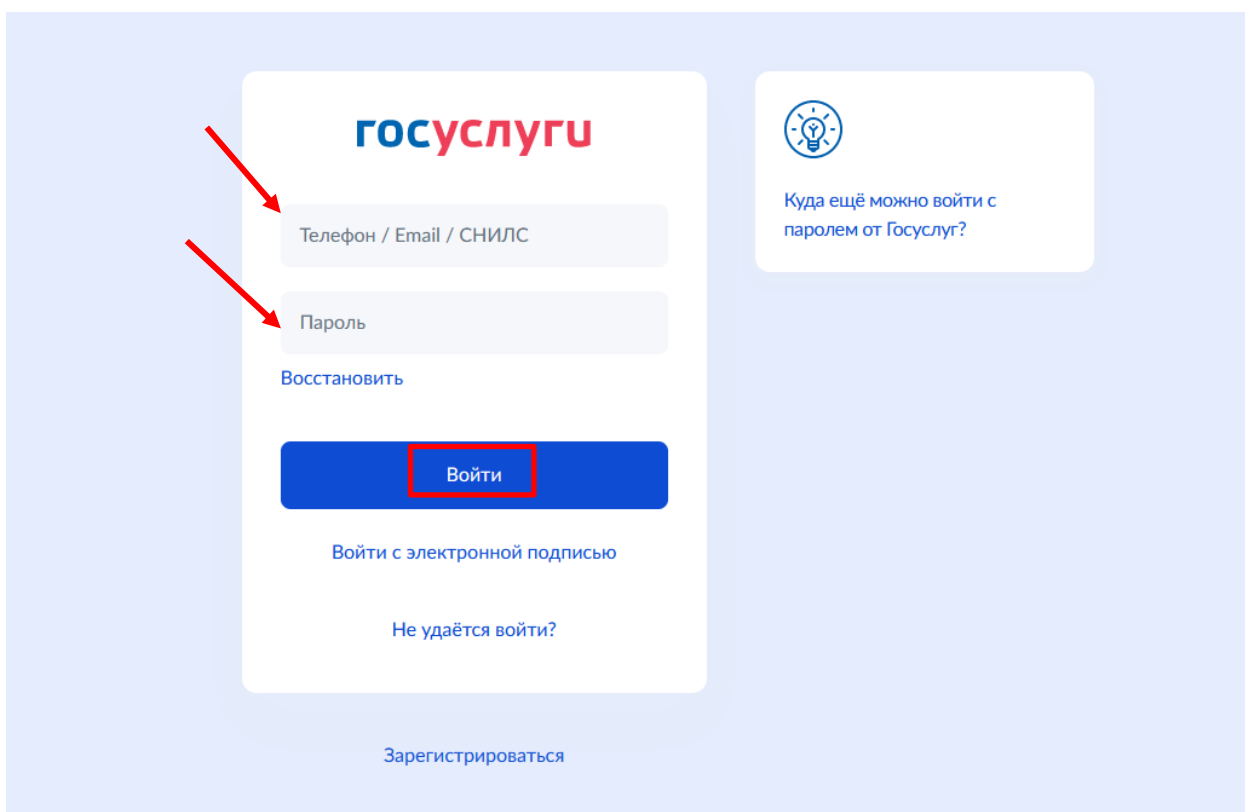 госуслуги
Телефон / Email / СНИЛС
Пароль
Восстановить
Войти
Войти с электронной подписью
Не удаётся войти?
Зарегистрироваться
Куда ещё можно войти с
паролем от Госуслуг?